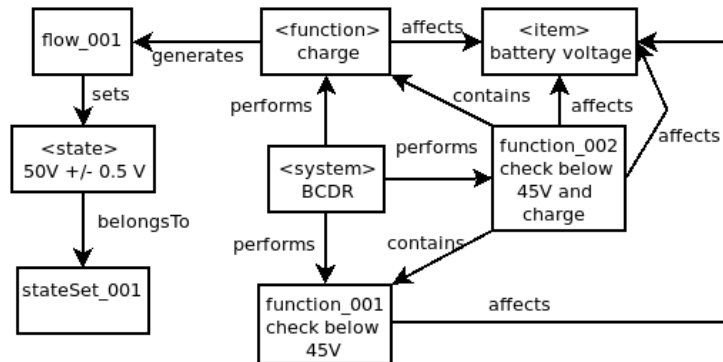 flow_001
generates
<function>
charge
affects
<item>
battery voltage
sets
performs
contains
affects
<state>
50V +/- 0.5 V
<system>
BCDR
performs
function_002
check below
45V and
charge
affects
belongsTo
performs
contains
stateSet_001
function_001
check below
45V
affects